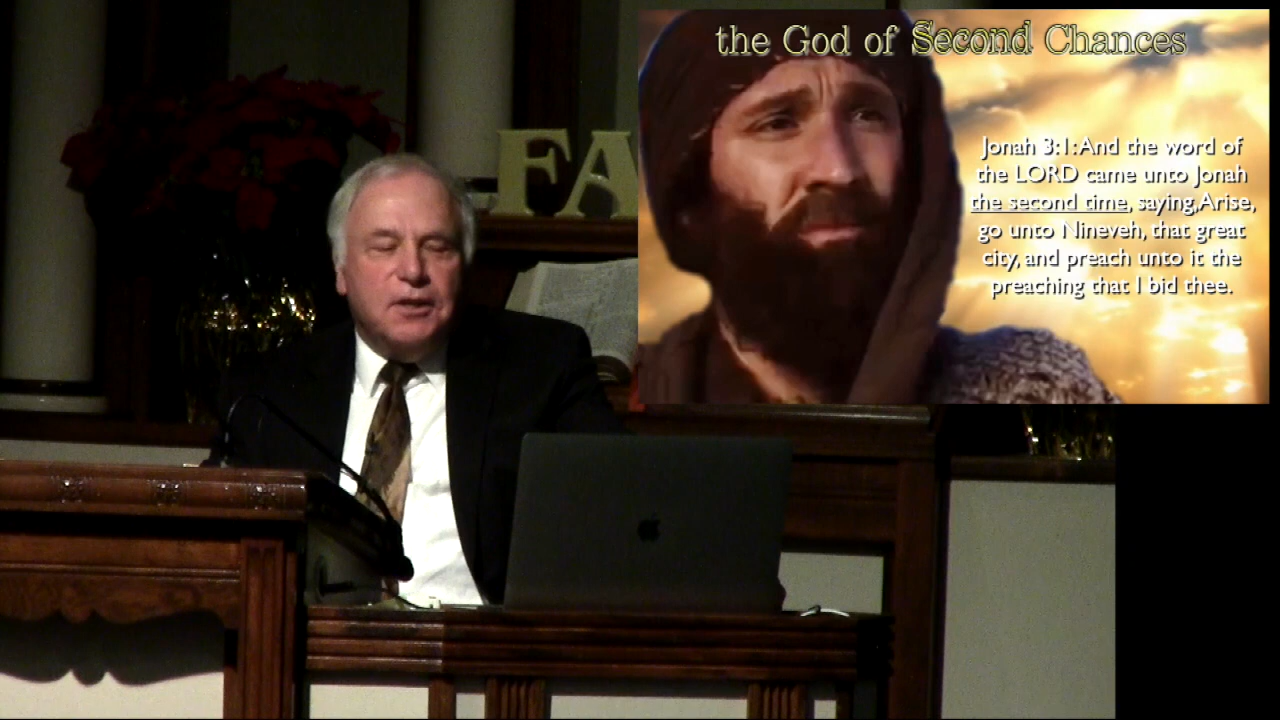 the God of Second Chances
Jonah 3:1:And the word of
the LORD came unto Jonah
the second time, saying,Arise,
go unto Nineveh, that great
city, and preach unto it the
preaching that I bid thee.
FA